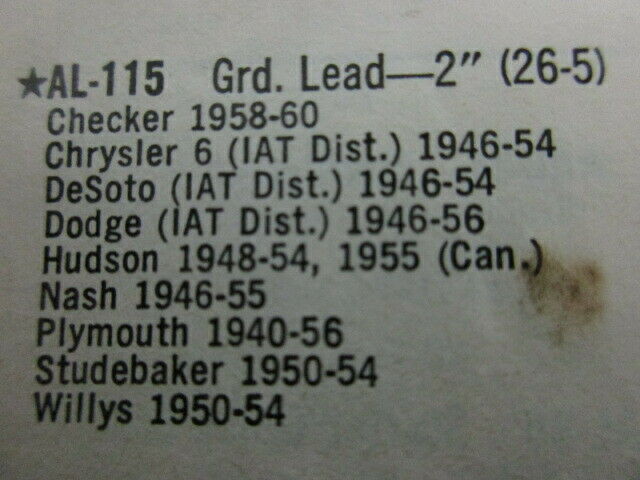 ★AL-115 Grd. Lead—2″ (26-5)
Checker 1958-60
Chrysler 6 (IAT Dist.) 1946-54
DeSoto (IAT Dist.) 1946-54
Dodge (IAT Dist.) 1946-56
Hudson 1948-54, 1955 (Can.)
Nash 1946-55
Plymouth 1940-56
Studebaker 1950-54
Willys 1950-54